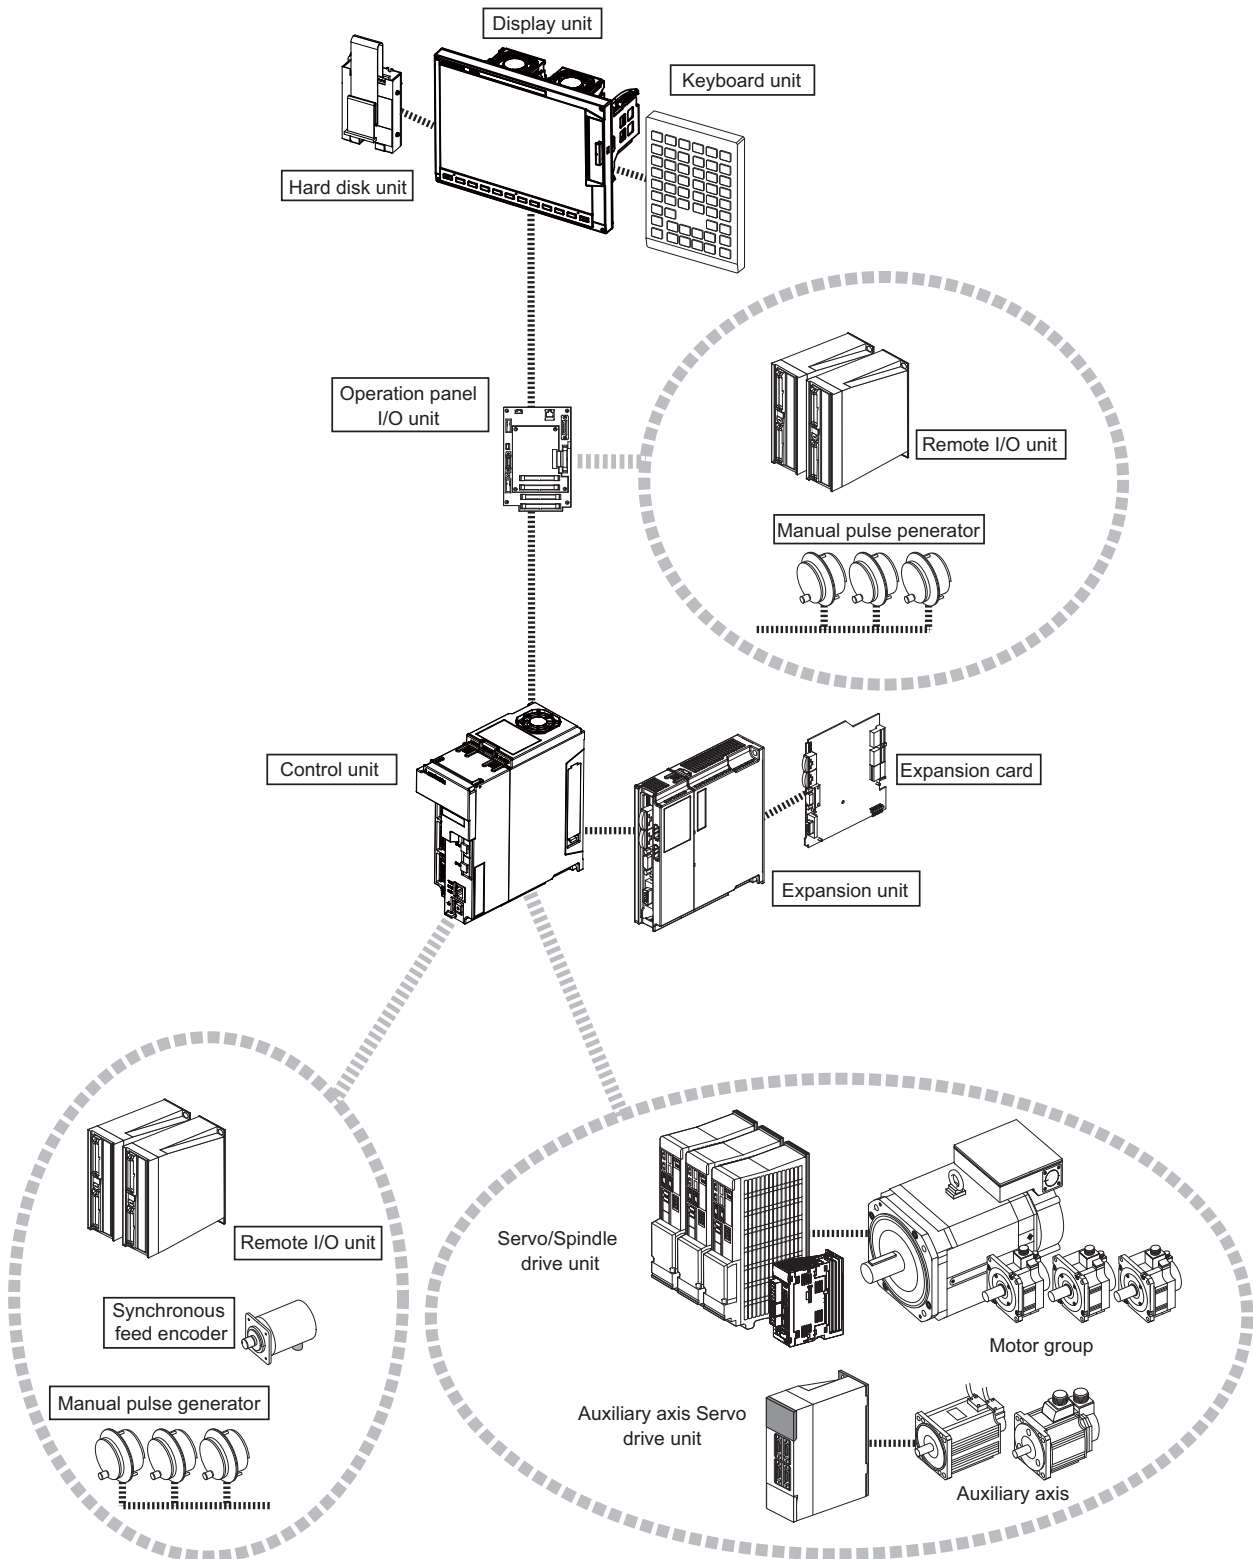 Display unit
Keyboard unit
Hard disk unit
Operation panel
I/O unit
Remote I/O unit
Manual pulse penerator
Control unit
Expansion card
Expansion unit
Remote I/O unit
Synchronous
feed encoder
Manual pulse generator
Servo/Spindle
drive unit
Motor group
Auxiliary axis Servo
drive unit
Auxiliary axis